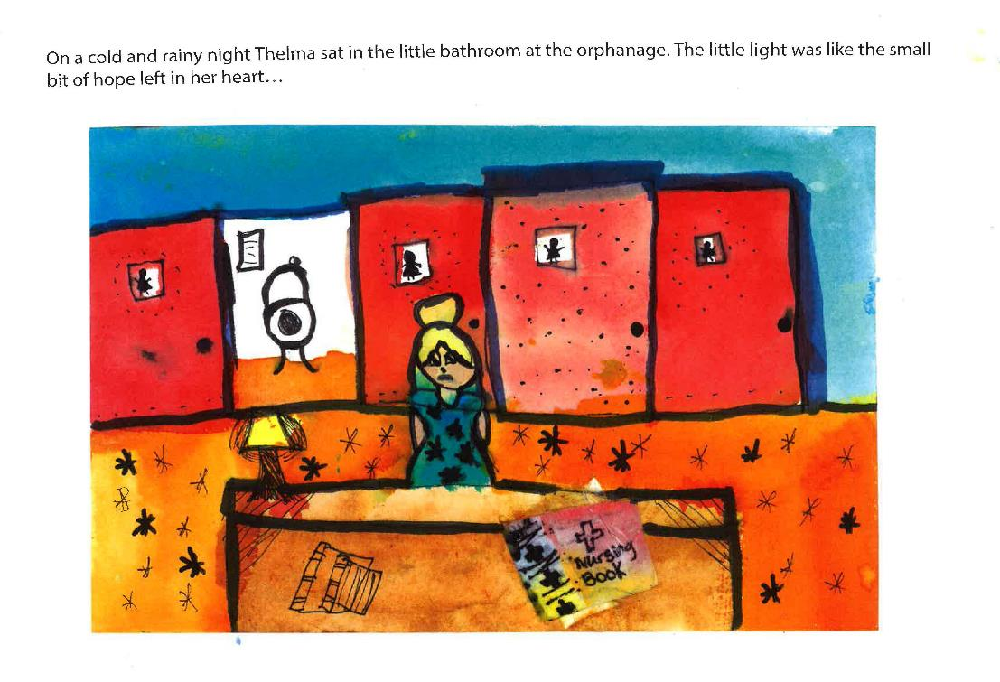 On a cold and rainy night Thelma sat in the little bathroom at the orphanage. The little light was like the small
bit of hope left in her heart...
Nursing
Book